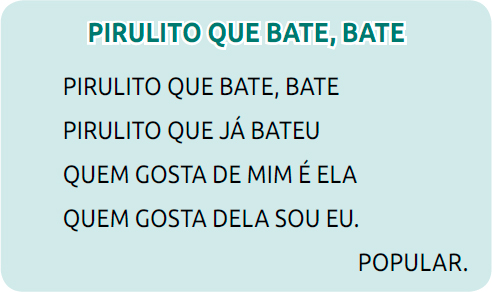 PIRULITO QUE BATE, BATE
PIRULITO QUE BATE, BATE
PIRULITO QUE JÁ BATEU
QUEM GOSTA DE MIM É ELA
QUEM GOSTA DELA SOU EU.
POPULAR.